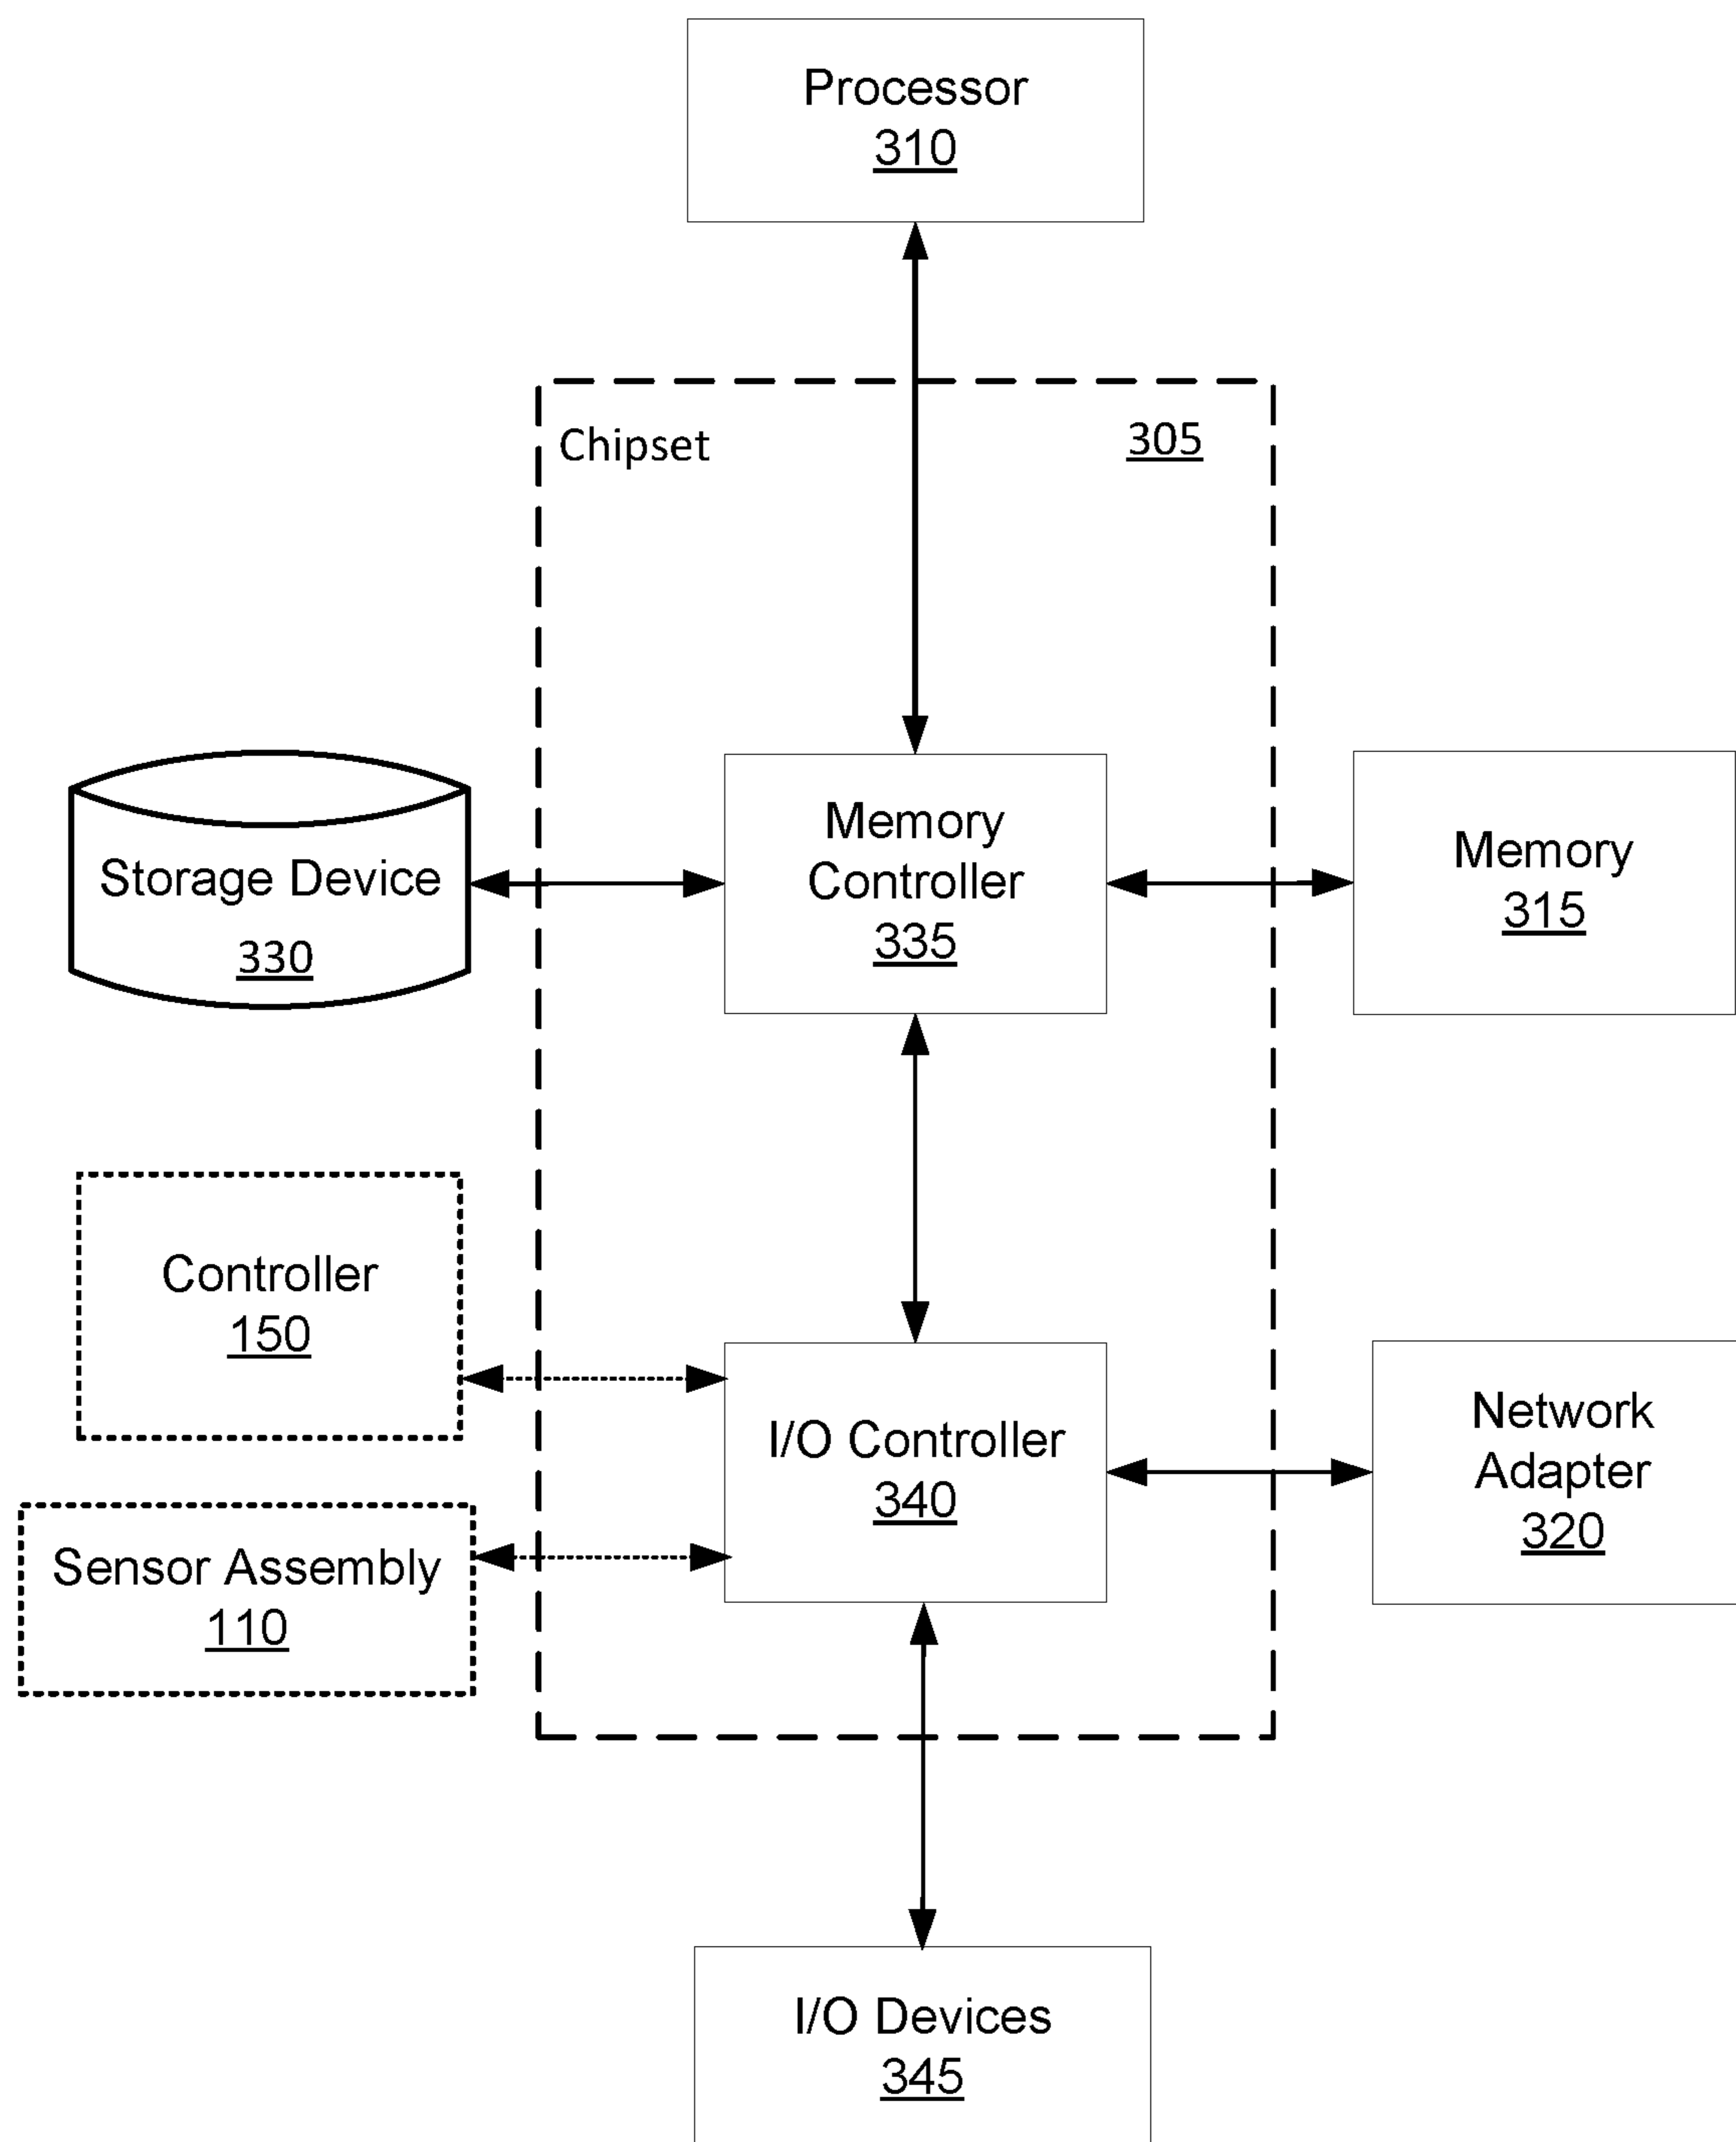 Processor
310
Chipset
305
Storage Device
330
Memory
Controller
335
Memory
315
Controller
150
I/O Controller
340
Network
Adapter
320
Sensor Assembly
110
I/O Devices
345